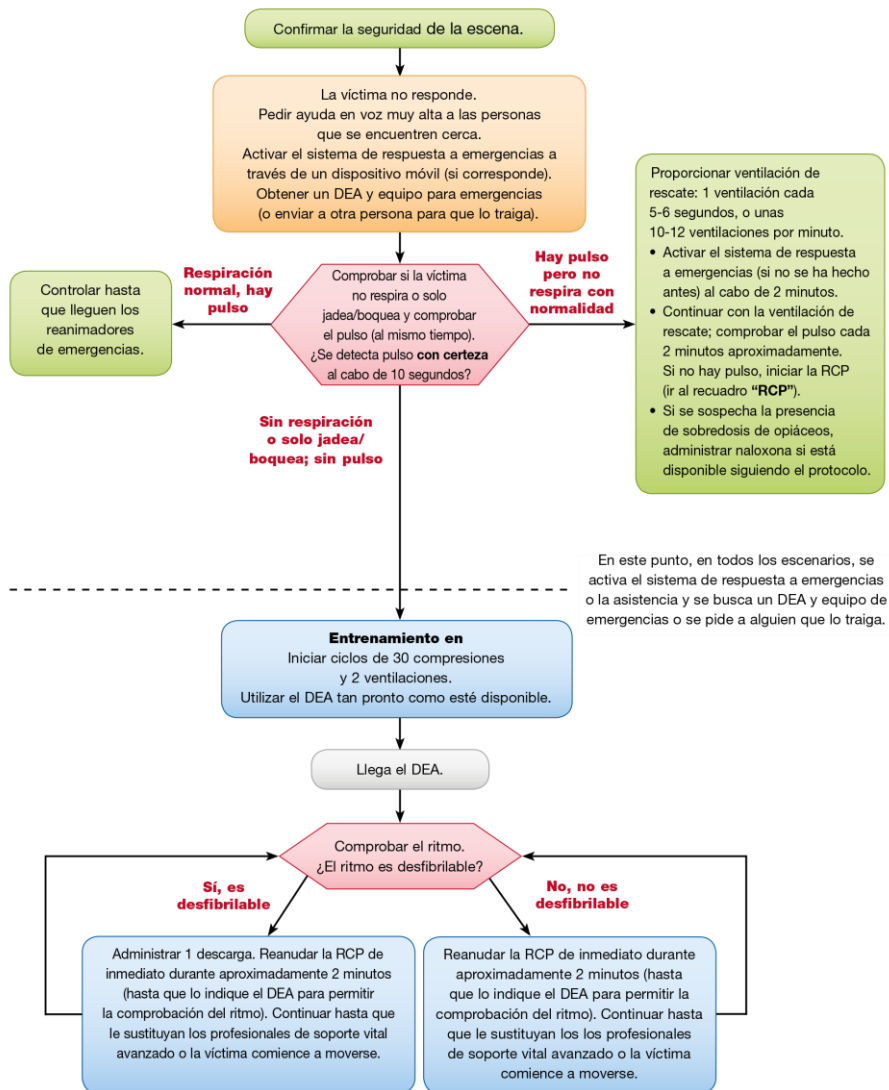 Confirmar la seguridad de la escena.
La víctima no responde.
Pedir ayuda en voz muy alta a las personas
que se encuentren cerca.
Activar el sistema de respuesta a emergencias a
través de un dispositivo móvil (si corresponde).
Obtener un DEA y equipo para emergencias
(o enviar a otra persona para que lo traiga).
Respiración
normal, hay
pulso
Controlar hasta
que lleguen los
reanimadores
de emergencias.
Comprobar si la víctima
no respira o solo
jadea/boquea y comprobar
el pulso (al mismo tiempo).
¿Se detecta pulso con certeza
al cabo de 10 segundos?
Hay pulso
pero no
respira con
normalidad
Proporcionar ventilación de
rescate: 1 ventilación cada
5-6 segundos, o unas
10-12 ventilaciones por minuto.
• Activar el sistema de respuesta
a emergencias (si no se ha hecho
antes) al cabo de 2 minutos.
• Continuar con la ventilación de
rescate; comprobar el pulso cada
2 minutos aproximadamente.
Si no hay pulso, iniciar la RCP
(ir al recuadro “RCP”).
• Si se sospecha la presencia
de sobredosis de opiáceos,
administrar naloxona si está
disponible siguiendo el protocolo.
Sin respiración
o solo jadea/
boquea; sin pulso
En este punto, en todos los escenarios, se
activa el sistema de respuesta a emergencias
o la asistencia y se busca un DEA y equipo de
emergencias o se pide a alguien que lo traiga.
Entrenamiento en
Iniciar ciclos de 30 compresiones
y 2 ventilaciones.
Utilizar el DEA tan pronto como esté disponible.
Llega el DEA.
Comprobar el ritmo.
¿El ritmo es desfibrilable?
Sí, es
desfibrilable
No, no es
desfibrilable
Administrar 1 descarga. Reanudar la RCP de
inmediato durante aproximadamente 2 minutos
(hasta que lo indique el DEA para permitir
la comprobación del ritmo). Continuar hasta que
le sustituyan los profesionales de soporte vital
avanzado o la víctima comience a moverse.
Reanudar la RCP de inmediato durante
aproximadamente 2 minutos (hasta
que lo indique el DEA para permitir la
comprobación del ritmo). Continuar hasta
que le sustituyan los los profesionales
de soporte vital avanzado o la víctima
comience a moverse.